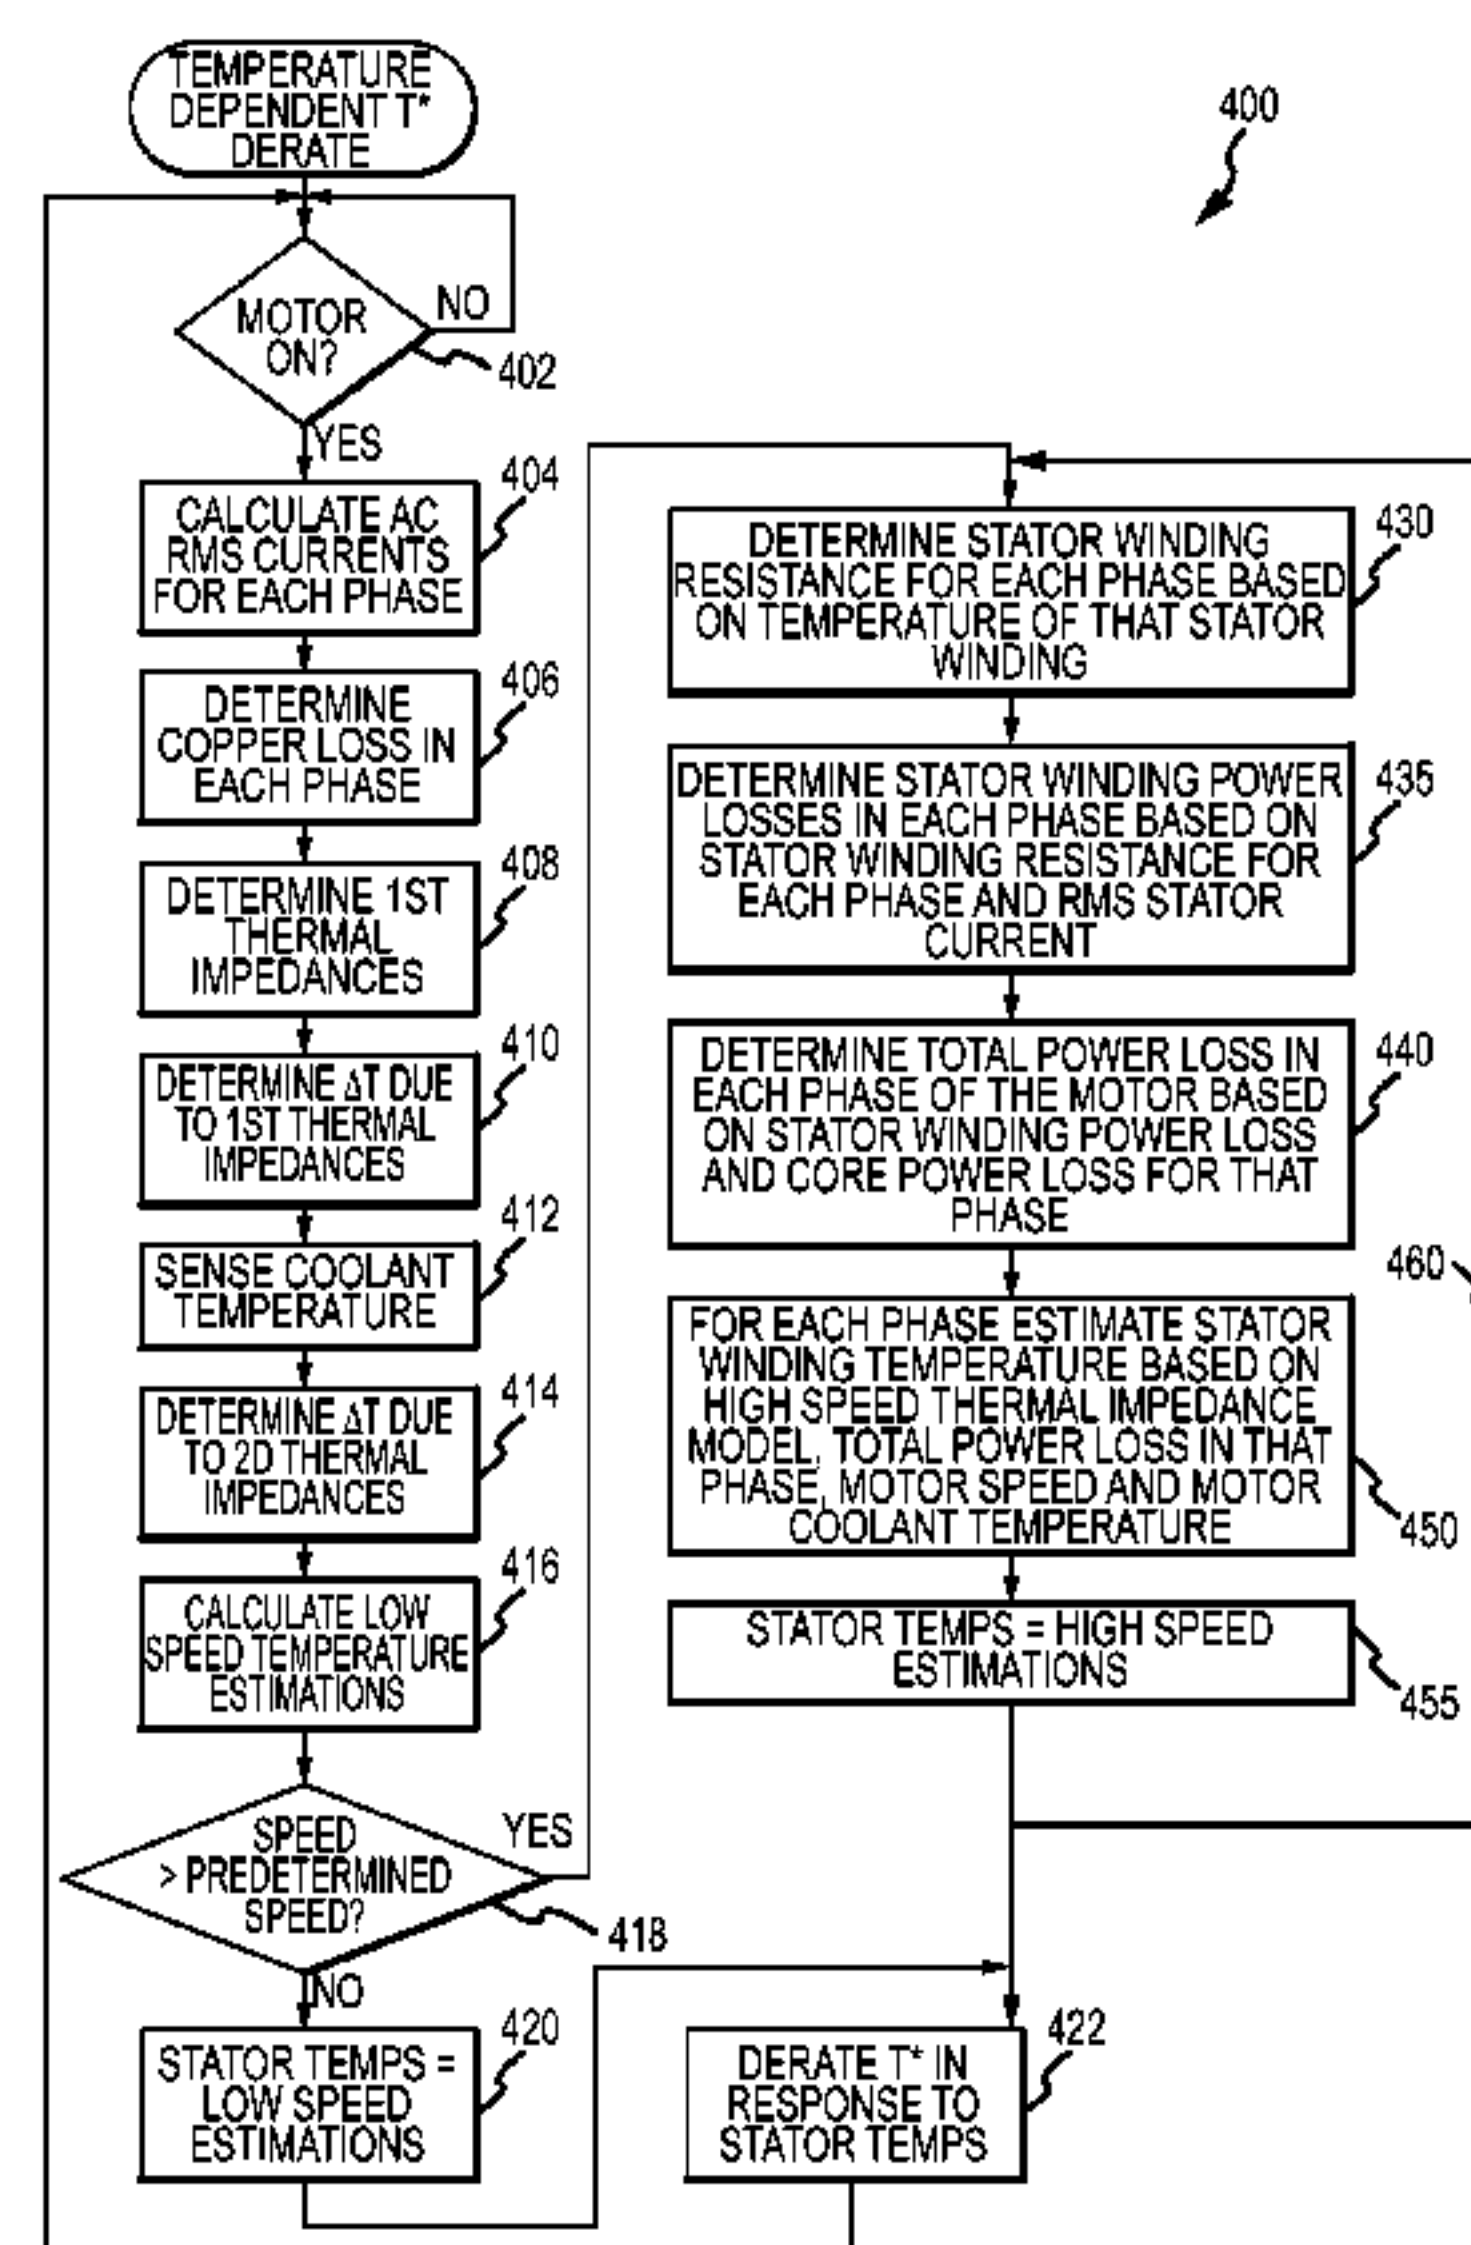 TEMPERATURE
DEPENDENT T*
DERATE
400
MOTOR
ON?
NO
402
YES
404
CALCULATE AC
RMS CURRENTS
FOR EACH PHASE
406
DETERMINE
COPPER LOSS IN
EACH PHASE
408
DETERMINE 1ST
THERMAL
IMPEDANCES
410
DETERMINE ΔT DUE
TO 1ST THERMAL
IMPEDANCES
412
SENSE COOLANT
TEMPERATURE
414
DETERMINE ΔT DUE
TO 2D THERMAL
IMPEDANCES
416
CALCULATE LOW
SPEED TEMPERATURE
ESTIMATIONS
SPEED
> PREDETERMINED
SPEED?
YES
418
NO
420
STATOR TEMPS =
LOW SPEED
ESTIMATIONS
430
DETERMINE STATOR WINDING
RESISTANCE FOR EACH PHASE BASED
ON TEMPERATURE OF THAT STATOR
WINDING
435
DETERMINE STATOR WINDING POWER
LOSSES IN EACH PHASE BASED ON
STATOR WINDING RESISTANCE FOR
EACH PHASE AND RMS STATOR
CURRENT
440
DETERMINE TOTAL POWER LOSS IN
EACH PHASE OF THE MOTOR BASED
ON STATOR WINDING POWER LOSS
AND CORE POWER LOSS FOR THAT
PHASE
460
FOR EACH PHASE ESTIMATE STATOR
WINDING TEMPERATURE BASED ON
HIGH SPEED THERMAL IMPEDANCE
MODEL, TOTAL POWER LOSS IN THAT
PHASE, MOTOR SPEED AND MOTOR
COOLANT TEMPERATURE
450
STATOR TEMPS = HIGH SPEED
ESTIMATIONS
455
422
DERATE T* IN
RESPONSE TO
STATOR TEMPS